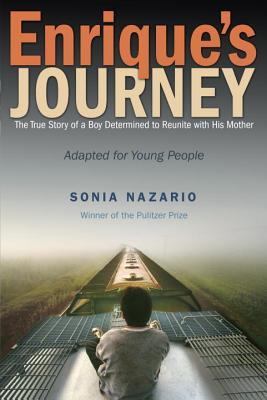 Enrique's
JOURNEY
The True Story of a Boy Determined to Reunite with His Mother
Adapted for Young People
SONIA NAZARIO
Winner of the Pulitzer Prize